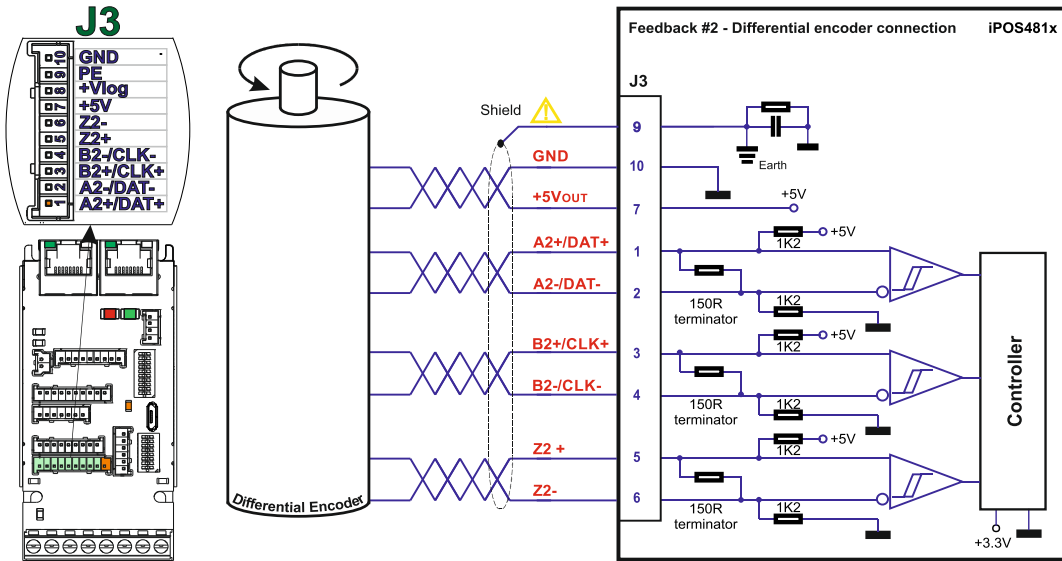 J3
10 GND
9 PE
8 +Vlog
7 +5V
6 Z2-
5 Z2+
4 B2-/CLK-
3 B2+/CLK+
2 A2-/DAT-
1 A2+/DAT+
Differential Encoder
Shield
GND
+5VOUT
A2+/DAT+
A2-/DAT-
B2+/CLK+
B2-/CLK-
Z2 +
Z2-
Feedback #2 - Differential encoder connection iPOS481x
J3
9
10
7
1
2
3
4
5
6
Earth
+5V
+5V
1K2
150R
terminator
1K2
+5V
1K2
150R
terminator
1K2
+5V
1K2
150R
terminator
1K2
Controller
+3.3V